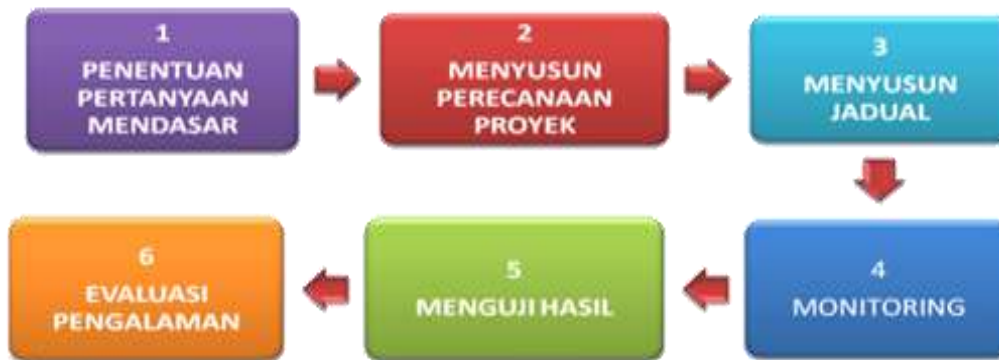 1
PENENTUAN
PERTANYAAN
MENDASAR
2
MENYUSUN
PERECANAAN
PROYEK
3
MENYUSUN
JADUAL
4
MONITORING
5
MENGUJI HASIL
6
EVALUASI
PENGALAMAN